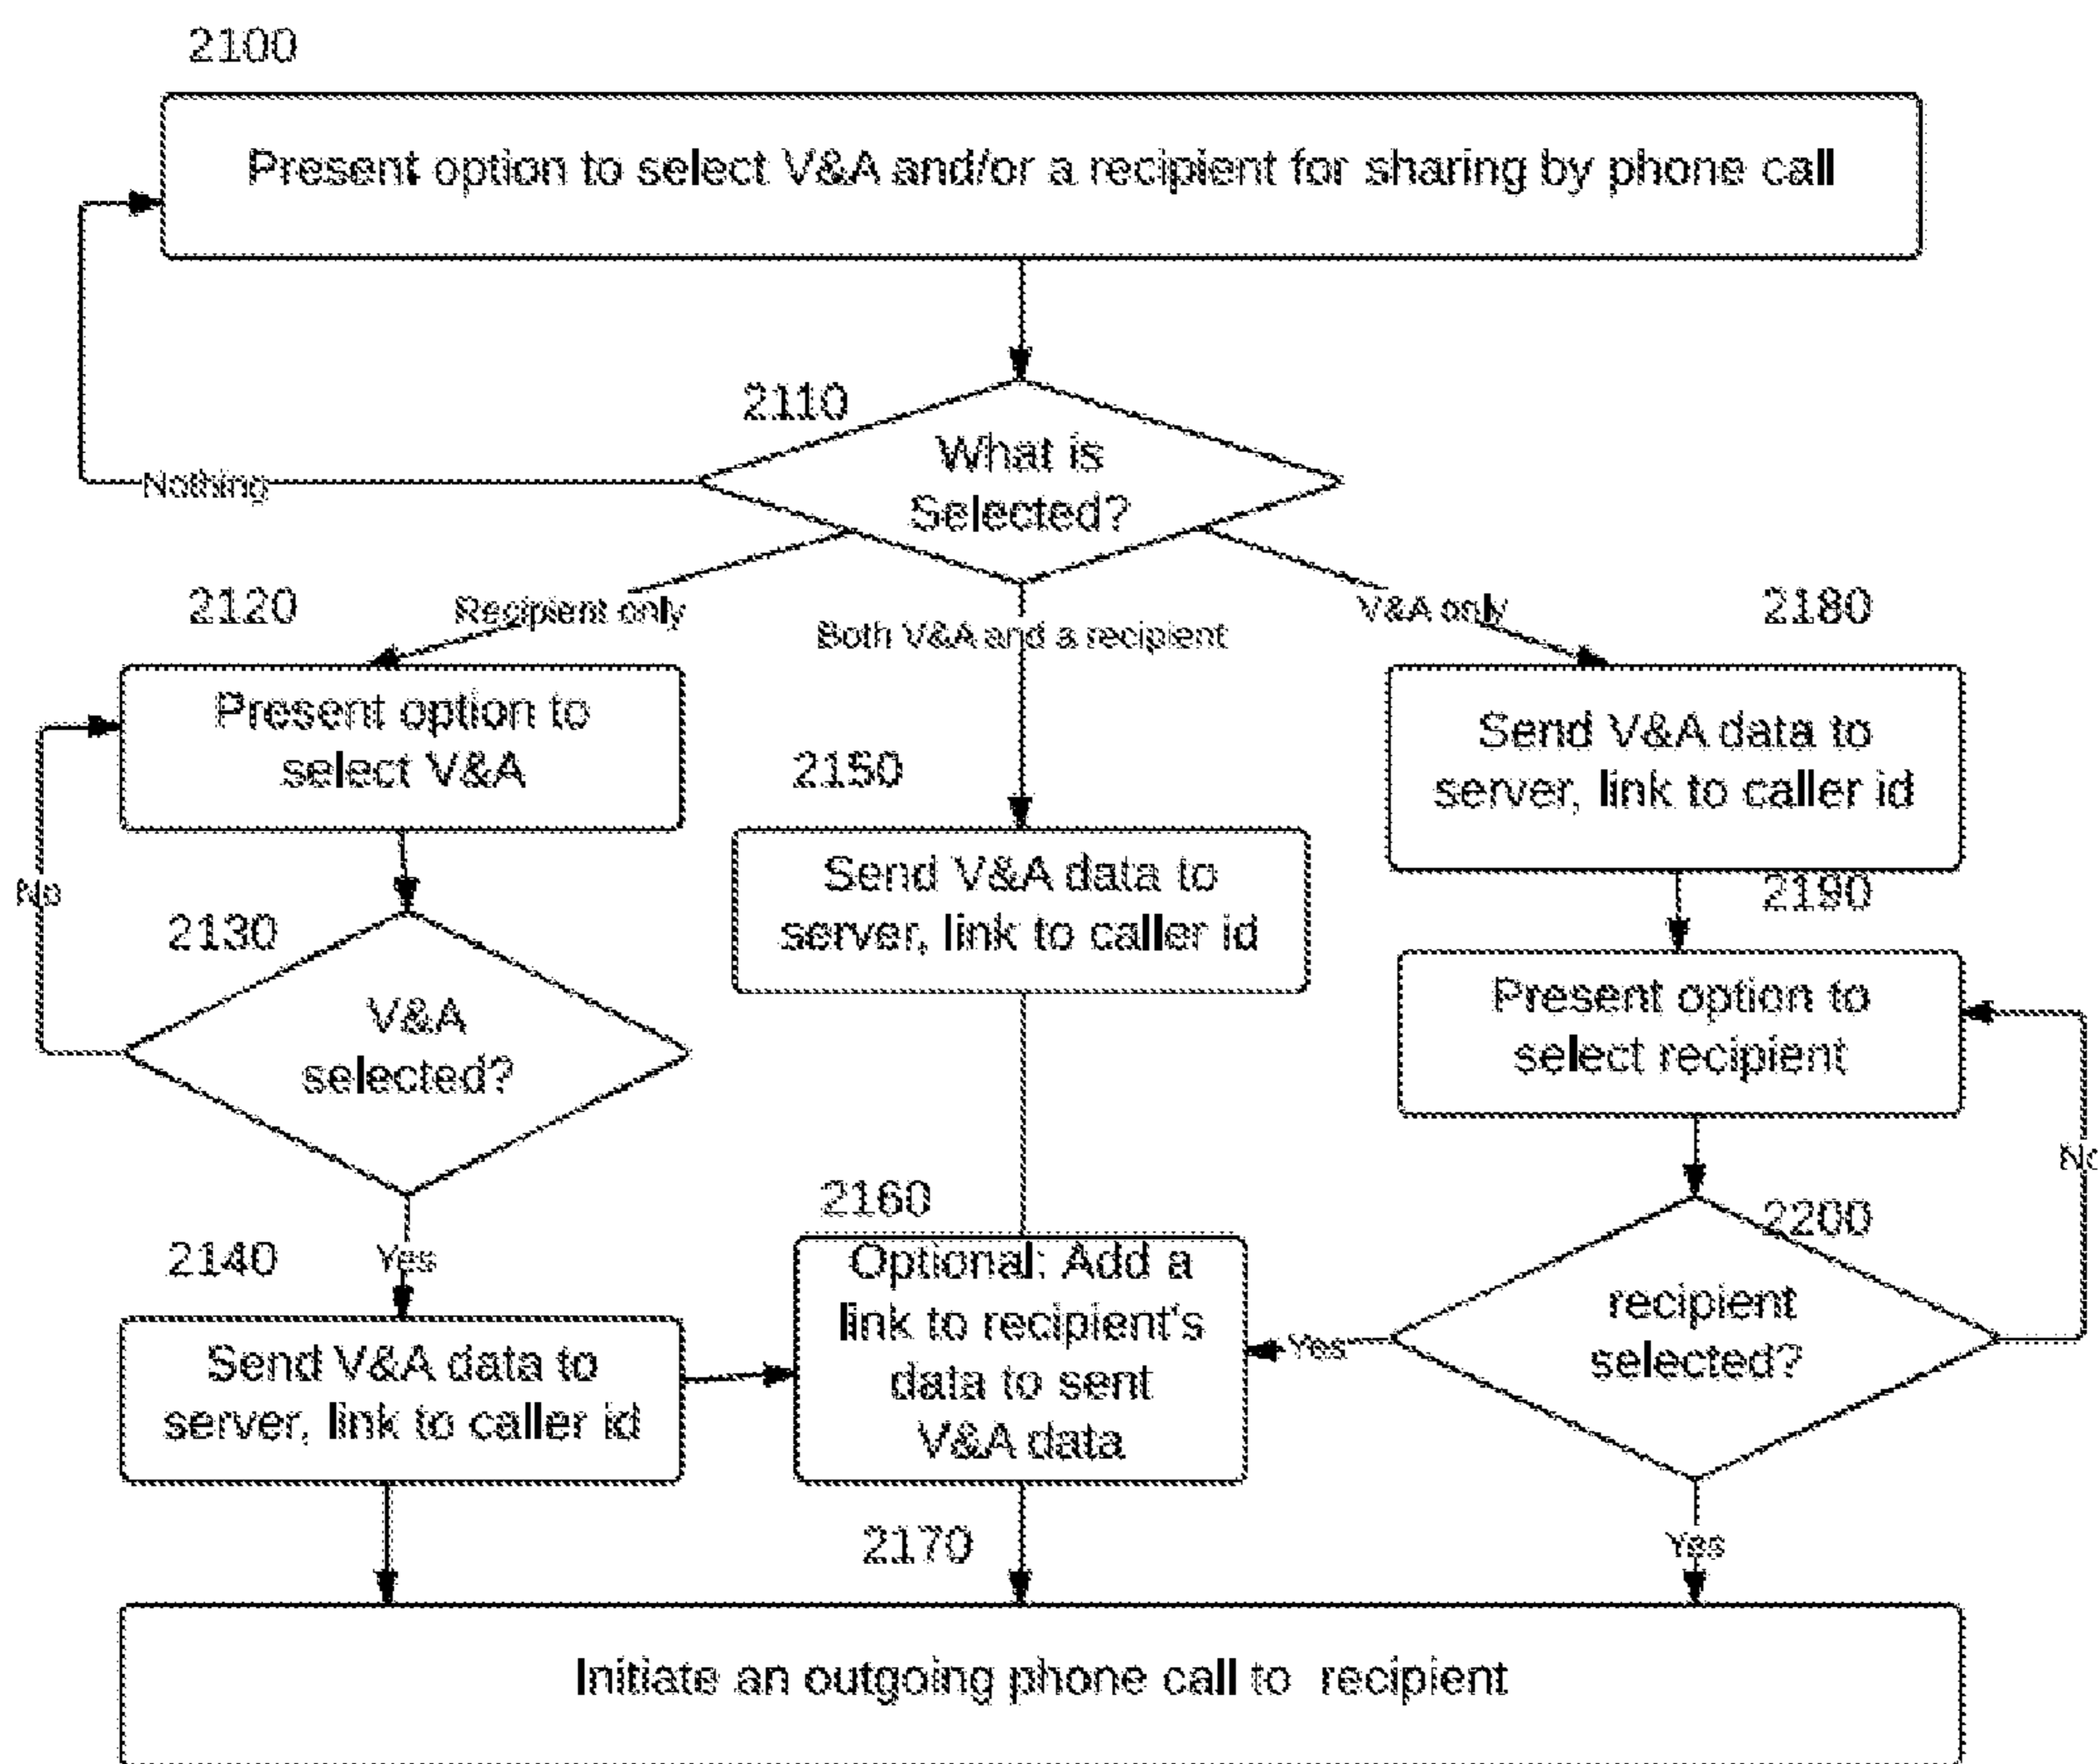 2100
Present option to select V&A and/or a recipient for sharing by phone call
2110
What is
Selected?
Nothing
Recipient only
Both V&A and a recipient
V&A only
2120
Present option to
select V&A
2180
Send V&A data to
server, link to caller id
2150
Send V&A data to
server, link to caller id
No
2130
V&A
selected?
2190
Present option to
select recipient
No
Yes
2140
Send V&A data to
server, link to caller id
2160
Optional: Add a
link to recipient's
data to sent
V&A data
Yes
2200
recipient
selected?
Yes
2170
Initiate an outgoing phone call to recipient